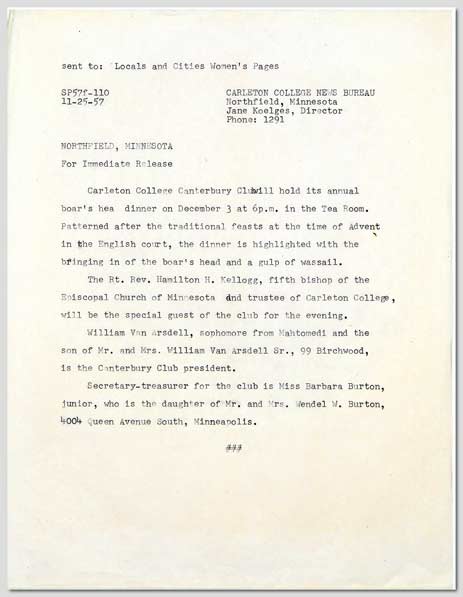 sent to: Locals and Cities Women's Pages
SP57f-110
11-25-57
CARLETON COLLEGE NEWS BUREAU
Northfield, Minnesota
Jane Koelges, Director
Phone: 1291
NORTHFIELD, MINNESOTA
For Immediate Release
Carleton College Canterbury Club will hold its annual
boar's hea dinner on December 3 at 6p.m. in the Tea Room.
Patterned after the traditional feasts at the time of Advent
in the English court, the dinner is highlighted with the
bringing in of the boar's head and a gulp of wassail.
The Rt. Rev. Hamilton H. Kellogg, fifth bishop of the
Episcopal Church of Minnesota and trustee of Carleton College,
will be the special guest of the club for the evening.
William Van Arsdell, sophomore from Mahtomedi and the
son of Mr. and Mrs. William Van Arsdell Sr., 99 Birchwood,
is the Canterbury Club president.
Secretary-treasurer for the club is Miss Barbara Burton,
junior, who is the daughter of Mr. and Mrs. Wendel W. Burton,
4004 Queen Avenue South, Minneapolis.
###